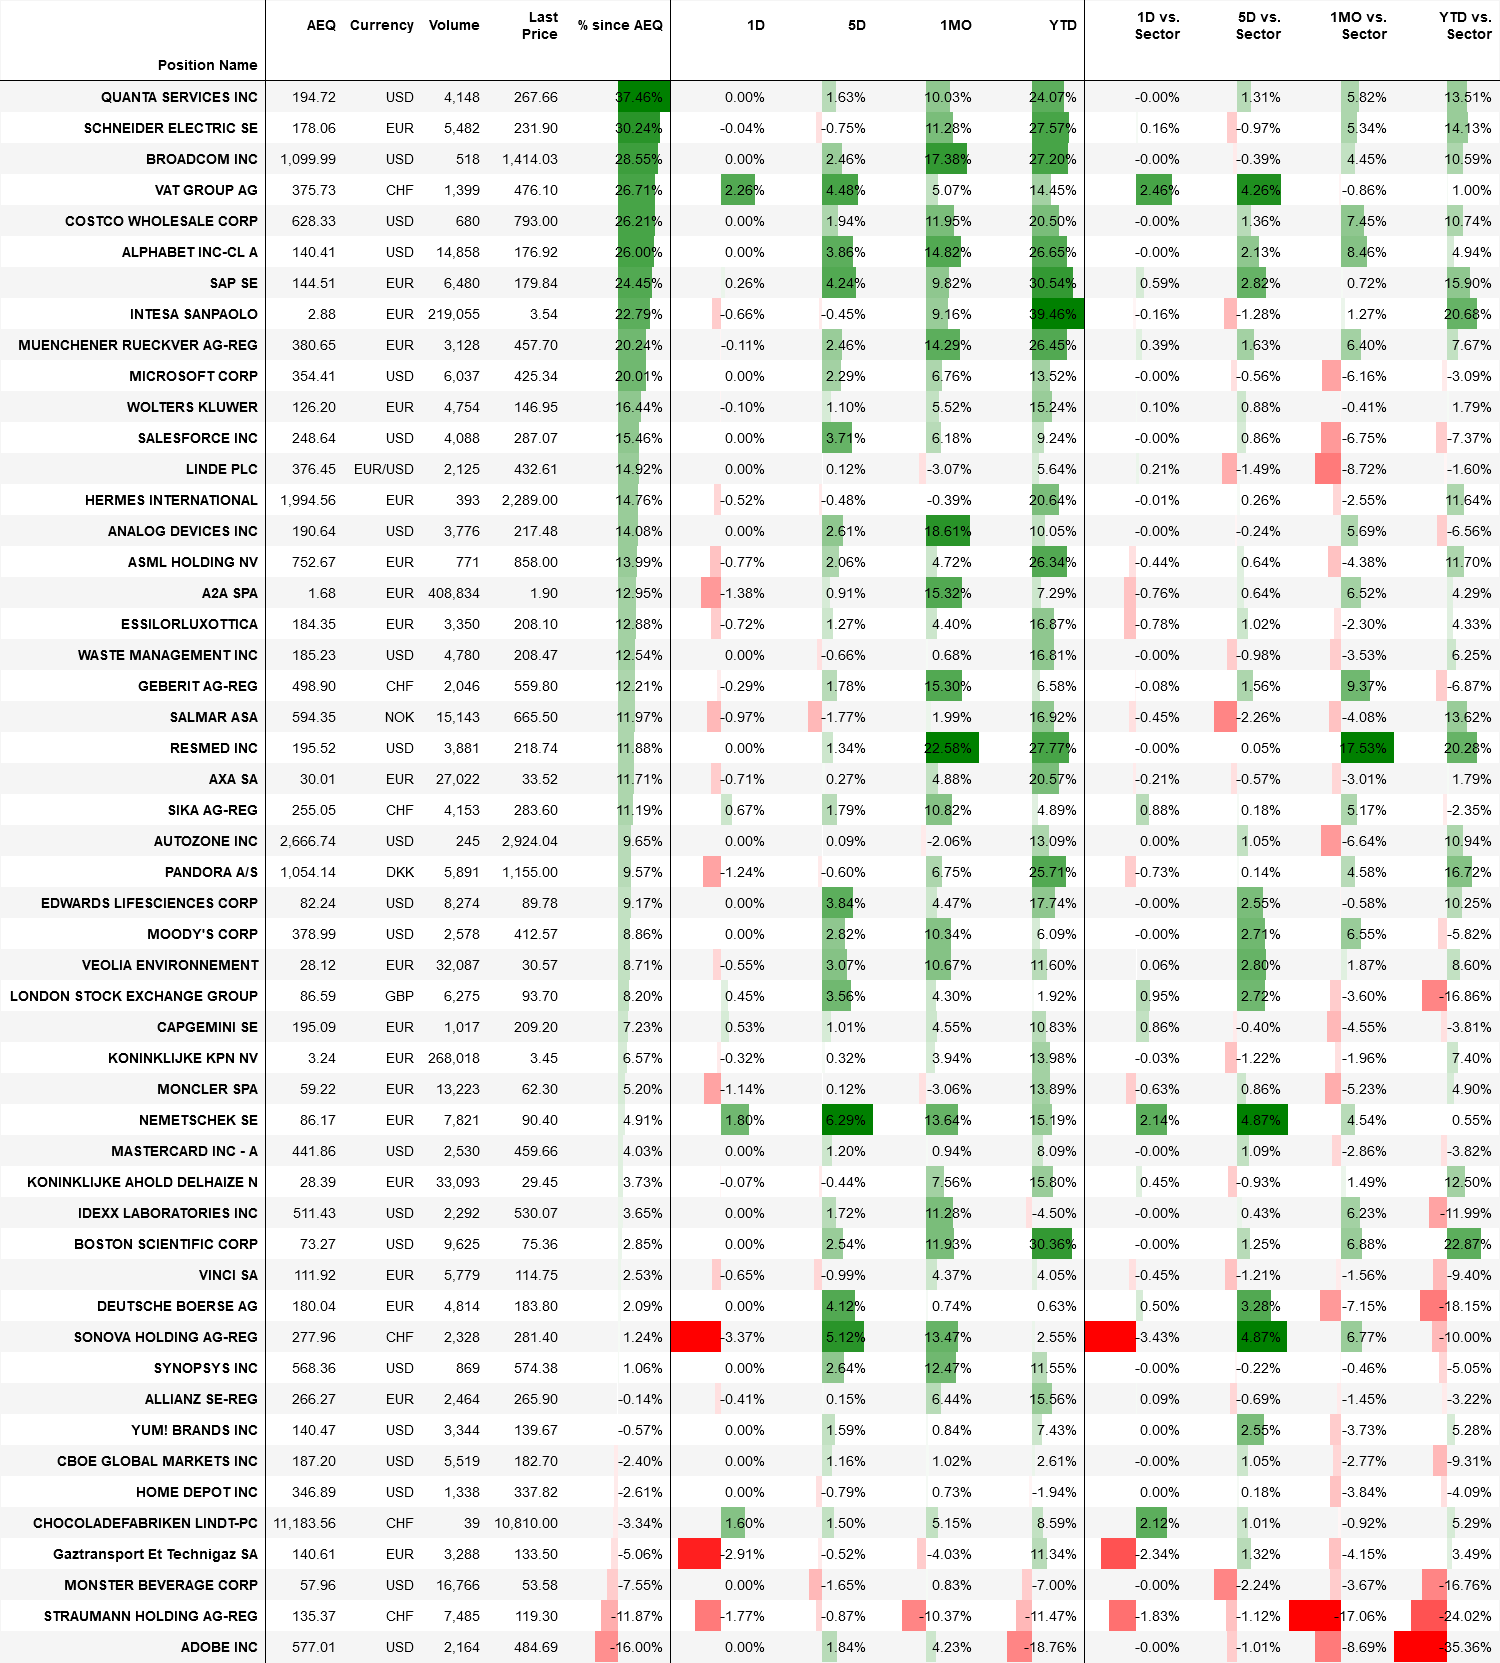 Position Name AEQ Currency Volume Last Price % since AEQ 1D 5D 1MO YTD 1D vs. Sector 5D vs. Sector 1MO vs. Sector YTD vs. Sector
QUANTA SERVICES INC 194.72 USD 4,148 267.66 37.46% 0.00% 1.63% 10.03% 24.07% -0.00% 1.31% 5.82% 13.51%
SCHNEIDER ELECTRIC SE 178.06 EUR 5,482 231.90 30.24% -0.04% -0.75% 11.28% 27.57% 0.16% -0.97% 5.34% 14.13%
BROADCOM INC 1,099.99 USD 518 1,414.03 28.55% 0.00% 2.46% 17.38% 27.20% -0.00% -0.39% 4.45% 10.59%
VAT GROUP AG 375.73 CHF 1,399 476.10 26.71% 2.26% 4.48% 5.07% 14.45% 2.46% 4.26% -0.86% 1.00%
COSTCO WHOLESALE CORP 628.33 USD 680 793.00 26.21% 0.00% 1.94% 11.95% 20.50% -0.00% 1.36% 7.45% 10.74%
ALPHABET INC-CL A 140.41 USD 14,858 176.92 26.00% 0.00% 3.86% 14.82% 26.65% -0.00% 2.13% 8.46% 4.94%
SAP SE 144.51 EUR 6,480 179.84 24.45% 0.26% 4.24% 9.82% 30.54% 0.59% 2.82% 0.72% 15.90%
INTESA SANPAOLO 2.88 EUR 219,055 3.54 22.79% -0.66% -0.45% 9.16% 39.46% -0.16% -1.28% 1.27% 20.68%
MUENCHENER RUECKVER AG-REG 380.65 EUR 3,128 457.70 20.24% -0.11% 2.46% 14.29% 26.45% 0.39% 1.63% 6.40% 7.67%
MICROSOFT CORP 354.41 USD 6,037 425.34 20.01% 0.00% 2.29% 6.76% 13.52% -0.00% -0.56% -6.16% -3.09%
WOLTERS KLUWER 126.20 EUR 4,754 146.95 16.44% -0.10% 1.10% 5.52% 15.24% 0.10% 0.88% -0.41% 1.79%
SALESFORCE INC 248.64 USD 4,088 287.07 15.46% 0.00% 3.71% 6.18% 9.24% -0.00% 0.86% -6.75% -7.37%
LINDE PLC 376.45 EUR/USD 2,125 432.61 14.92% 0.00% 0.12% -3.07% 5.64% 0.21% -1.49% -8.72% -1.60%
HERMES INTERNATIONAL 1,994.56 EUR 393 2,289.00 14.76% -0.52% -0.48% -0.39% 20.64% -0.01% 0.26% -2.55% 11.64%
ANALOG DEVICES INC 190.64 USD 3,776 217.48 14.08% 0.00% 2.61% 18.61% 10.05% -0.00% -0.24% 5.69% -6.56%
ASML HOLDING NV 752.67 EUR 771 858.00 13.99% -0.77% 2.06% 4.72% 26.34% -0.44% 0.64% -4.38% 11.70%
A2A SPA 1.68 EUR 408,834 1.90 12.95% -1.38% 0.91% 15.32% 7.29% -0.76% 0.64% 6.52% 4.29%
ESSILORLUXOTTICA 184.35 EUR 3,350 208.10 12.88% -0.72% 1.27% 4.40% 16.87% -0.78% 1.02% -2.30% 4.33%
WASTE MANAGEMENT INC 185.23 USD 4,780 208.47 12.54% 0.00% -0.66% 0.68% 16.81% -0.00% -0.98% -3.53% 6.25%
GEBERIT AG-REG 498.90 CHF 2,046 559.80 12.21% -0.29% 1.78% 15.30% 6.58% -0.08% 1.56% 9.37% -6.87%
SALMAR ASA 594.35 NOK 15,143 665.50 11.97% -0.97% -1.77% 1.99% 16.92% -0.45% -2.26% -4.08% 13.62%
RESMED INC 195.52 USD 3,881 218.74 11.88% 0.00% 1.34% 22.58% 27.77% -0.00% 0.05% 17.53% 20.28%
AXA SA 30.01 EUR 27,022 33.52 11.71% -0.71% 0.27% 4.88% 20.57% -0.21% -0.57% -3.01% 1.79%
SIKA AG-REG 255.05 CHF 4,153 283.60 11.19% 0.67% 1.79% 10.82% 4.89% 0.88% 0.18% 5.17% -2.35%
AUTOZONE INC 2,666.74 USD 245 2,924.04 9.65% 0.00% 0.09% -2.06% 13.09% 0.00% 1.05% -6.64% 10.94%
PANDORA A/S 1,054.14 DKK 5,891 1,155.00 9.57% -1.24% -0.60% 6.75% 25.71% -0.73% 0.14% 4.58% 16.72%
EDWARDS LIFESCIENCES CORP 82.24 USD 8,274 89.78 9.17% 0.00% 3.84% 4.47% 17.74% -0.00% 2.55% -0.58% 10.25%
MOODY'S CORP 378.99 USD 2,578 412.57 8.86% 0.00% 2.82% 10.34% 6.09% -0.00% 2.71% 6.55% -5.82%
VEOLIA ENVIRONNEMENT 28.12 EUR 32,087 30.57 8.71% -0.55% 3.07% 10.67% 11.60% 0.06% 2.80% 1.87% 8.60%
LONDON STOCK EXCHANGE GROUP 86.59 GBP 6,275 93.70 8.20% 0.45% 3.56% 4.30% 1.92% 0.95% 2.72% -3.60% -16.86%
CAPGEMINI SE 195.09 EUR 1,017 209.20 7.23% 0.53% 1.01% 4.55% 10.83% 0.86% -0.40% -4.55% -3.81%
KONINKLIJKE KPN NV 3.24 EUR 268,018 3.45 6.57% -0.32% 0.32% 3.94% 13.98% -0.03% -1.22% -1.96% 7.40%
MONCLER SPA 59.22 EUR 13,223 62.30 5.20% -1.14% 0.12% -3.06% 13.89% -0.63% 0.86% -5.23% 4.90%
NEMETSCHEK SE 86.17 EUR 7,821 90.40 4.91% 1.80% 6.29% 13.64% 15.19% 2.14% 4.87% 4.54% 0.55%
MASTERCARD INC - A 441.86 USD 2,530 459.66 4.03% 0.00% 1.20% 0.94% 8.09% -0.00% 1.09% -2.86% -3.82%
KONINKLIJKE AHOLD DELHAIZE N 28.39 EUR 33,093 29.45 3.73% -0.07% -0.44% 7.56% 15.80% 0.45% -0.93% 1.49% 12.50%
IDEXX LABORATORIES INC 511.43 USD 2,292 530.07 3.65% 0.00% 1.72% 11.28% -4.50% -0.00% 0.43% 6.23% -11.99%
BOSTON SCIENTIFIC CORP 73.27 USD 9,625 75.36 2.85% 0.00% 2.54% 11.93% 30.36% -0.00% 1.25% 6.88% 22.87%
VINCI SA 111.92 EUR 5,779 114.75 2.53% -0.65% -0.99% 4.37% 4.05% -0.45% -1.21% -1.56% -9.40%
DEUTSCHE BOERSE AG 180.04 EUR 4,814 183.80 2.09% 0.00% 4.12% 0.74% 0.63% 0.50% 3.28% -7.15% -18.15%
SONOVA HOLDING AG-REG 277.96 CHF 2,328 281.40 1.24% -3.37% 5.12% 13.47% 2.55% -3.43% 4.87% 6.77% -10.00%
SYNOPSYS INC 568.36 USD 869 574.38 1.06% 0.00% 2.64% 12.47% 11.55% -0.00% -0.22% -0.46% -5.05%
ALLIANZ SE-REG 266.27 EUR 2,464 265.90 -0.14% -0.41% 0.15% 6.44% 15.56% 0.09% -0.69% -1.45% -3.22%
YUM! BRANDS INC 140.47 USD 3,344 139.67 -0.57% 0.00% 1.59% 0.84% 7.43% 0.00% 2.55% -3.73% 5.28%
CBOE GLOBAL MARKETS INC 187.20 USD 5,519 182.70 -2.40% 0.00% 1.16% 1.02% 2.61% -0.00% 1.05% -2.77% -9.31%
HOME DEPOT INC 346.89 USD 1,338 337.82 -2.61% 0.00% -0.79% 0.73% -1.94% 0.00% 0.18% -3.84% -4.09%
CHOCOLADEFABRIKEN LINDT-PC 11,183.56 CHF 39 10,810.00 -3.34% 1.60% 1.50% 5.15% 8.59% 2.12% 1.01% -0.92% 5.29%
Gaztransport Et Technigaz SA 140.61 EUR 3,288 133.50 -5.06% -2.91% -0.52% -4.03% 11.34% -2.34% 1.32% -4.15% 3.49%
MONSTER BEVERAGE CORP 57.96 USD 16,766 53.58 -7.55% 0.00% -1.65% 0.83% -7.00% -0.00% -2.24% -3.67% -16.76%
STRAUMANN HOLDING AG-REG 135.37 CHF 7,485 119.30 -11.87% -1.77% -0.87% -10.37% -11.47% -1.83% -1.12% -17.06% -24.02%
ADOBE INC 577.01 USD 2,164 484.69 -16.00% 0.00% 1.84% 4.23% -18.76% -0.00% -1.01% -8.69% -35.36%